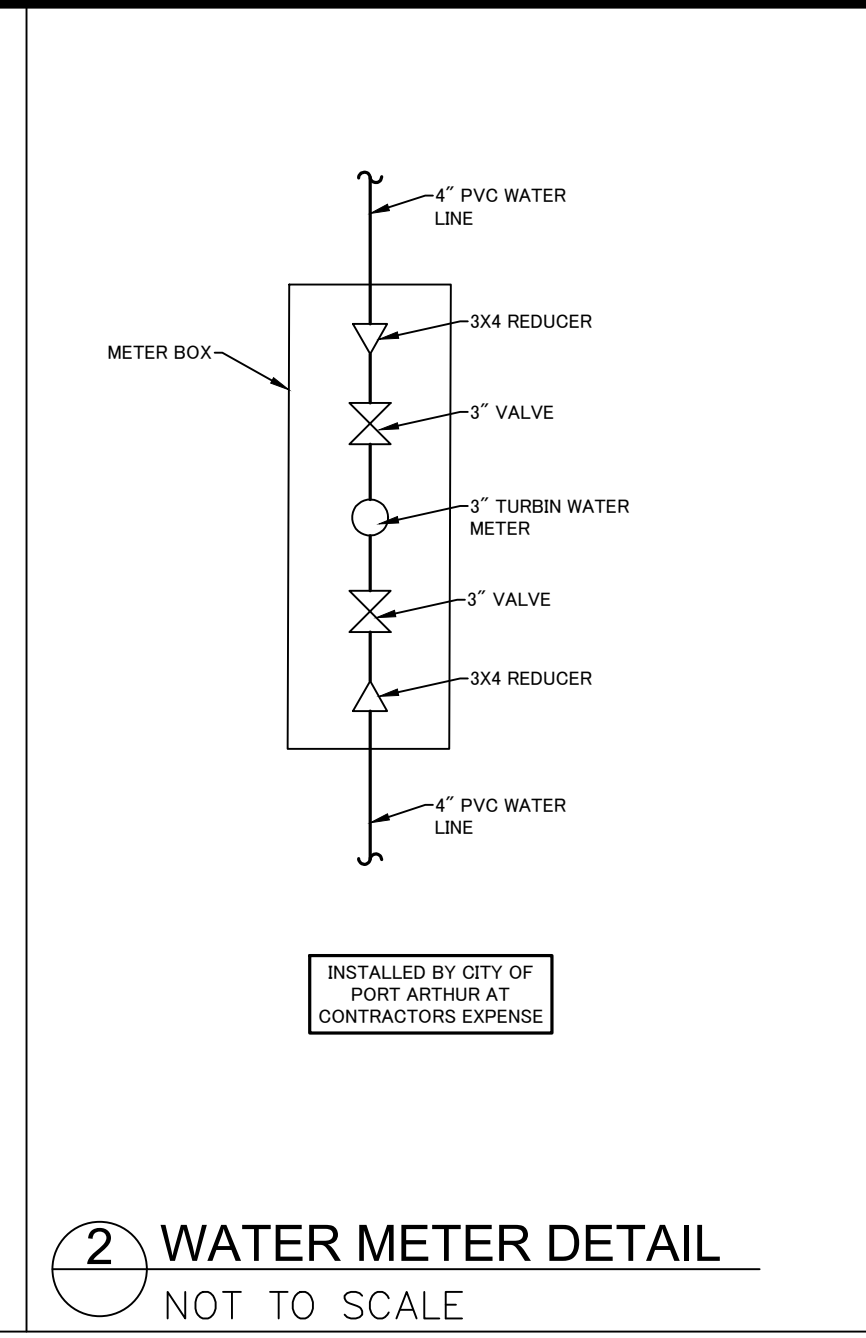 4″ PVC WATER
LINE
3X4 REDUCER
METER BOX
3″ VALVE
3″ TURBIN WATER
METER
3″ VALVE
3X4 REDUCER
4″ PVC WATER
LINE
INSTALLED BY CITY OF
PORT ARTHUR AT
CONTRACTORS EXPENSE
2 WATER METER DETAIL
NOT TO SCALE